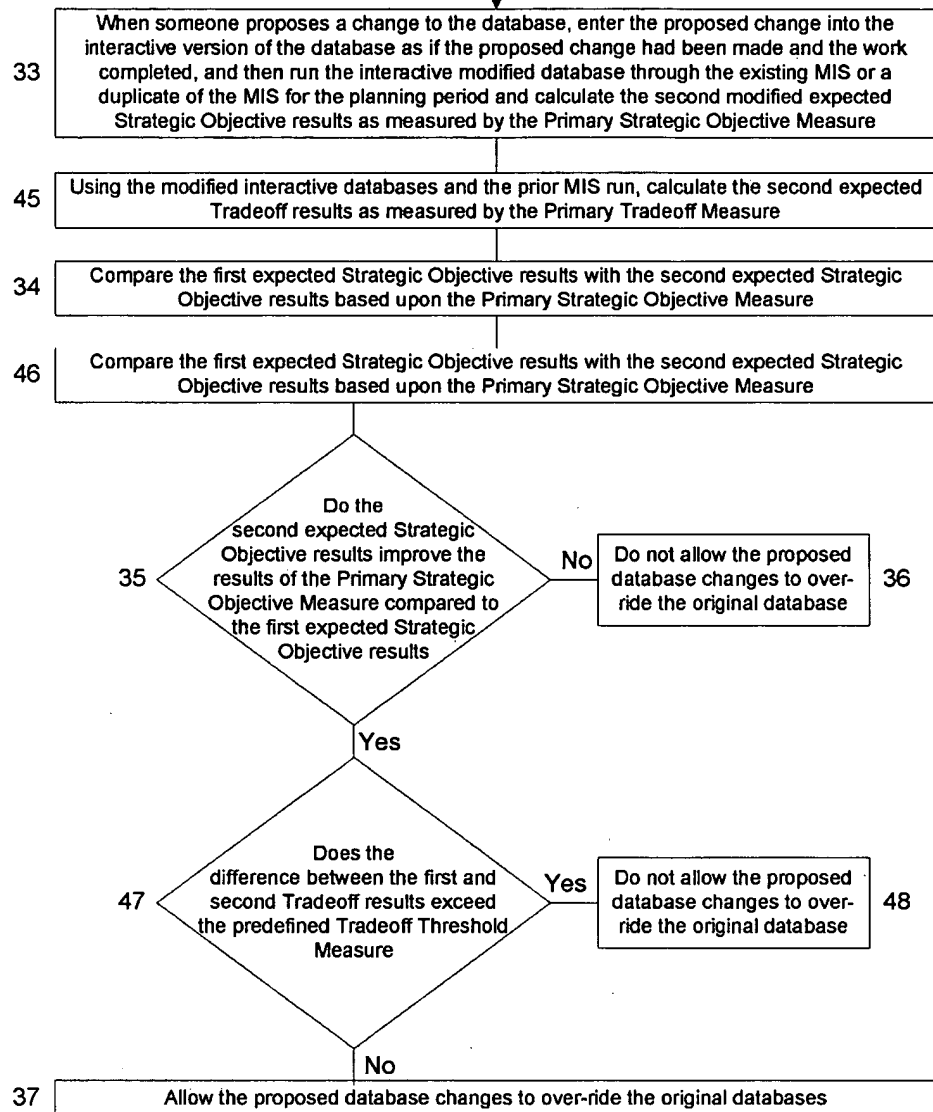 When someone proposes a change to the database, enter the proposed change into the
interactive version of the database as if the proposed change had been made and the work
33
completed, and then run the interactive modified database through the existing MIS or a
duplicate of the MIS for the planning period and calculate the second modified expected
Strategic Objective results as measured by the Primary Strategic Objective Measure
45
Using the modified interactive databases and the prior MIS run, calculate the second expected
Tradeoff results as measured by the Primary Tradeoff Measure
34
Compare the first expected Strategic Objective results with the second expected Strategic
Objective results based upon the Primary Strategic Objective Measure
46
Compare the first expected Strategic Objective results with the second expected Strategic
Objective results based upon the Primary Strategic Objective Measure
35
Do the
second expected Strategic
Objective results improve the
results of the Primary Strategic
Objective Measure compared to
the first expected Strategic
Objective results
No
Do not allow the proposed
database changes to over-
ride the original database
36
Yes
47
Does the
difference between the first and
second Tradeoff results exceed
the predefined Tradeoff Threshold
Measure
Yes
Do not allow the proposed
database changes to over-
ride the original database
48
No
37
Allow the proposed database changes to over-ride the original databases